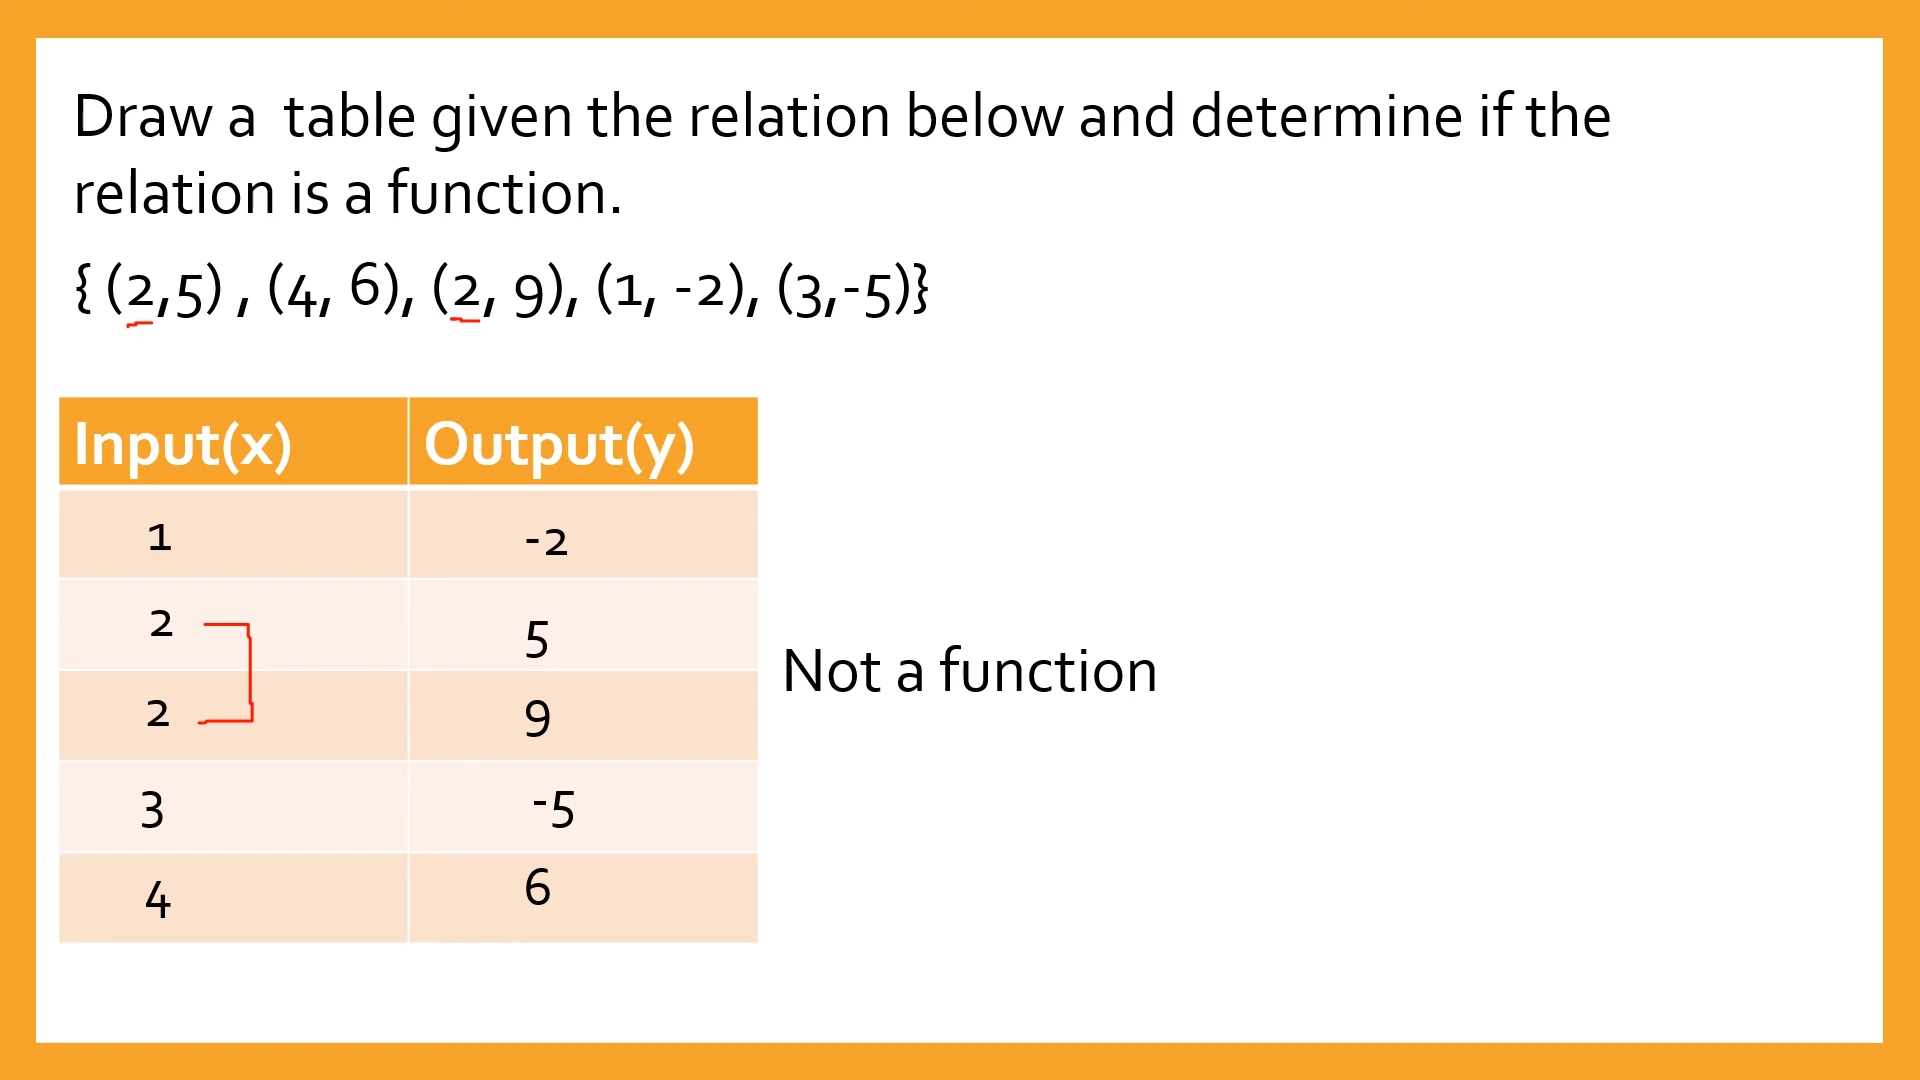 Draw a  table given the relation below and determine if the
relation is a function.
{ (2,5) , (4, 6), (2, 9), (1, -2), (3,-5)}
Input(x) Output(y)
1 -2
2 5
2 9
3 -5
4 6
Not a function